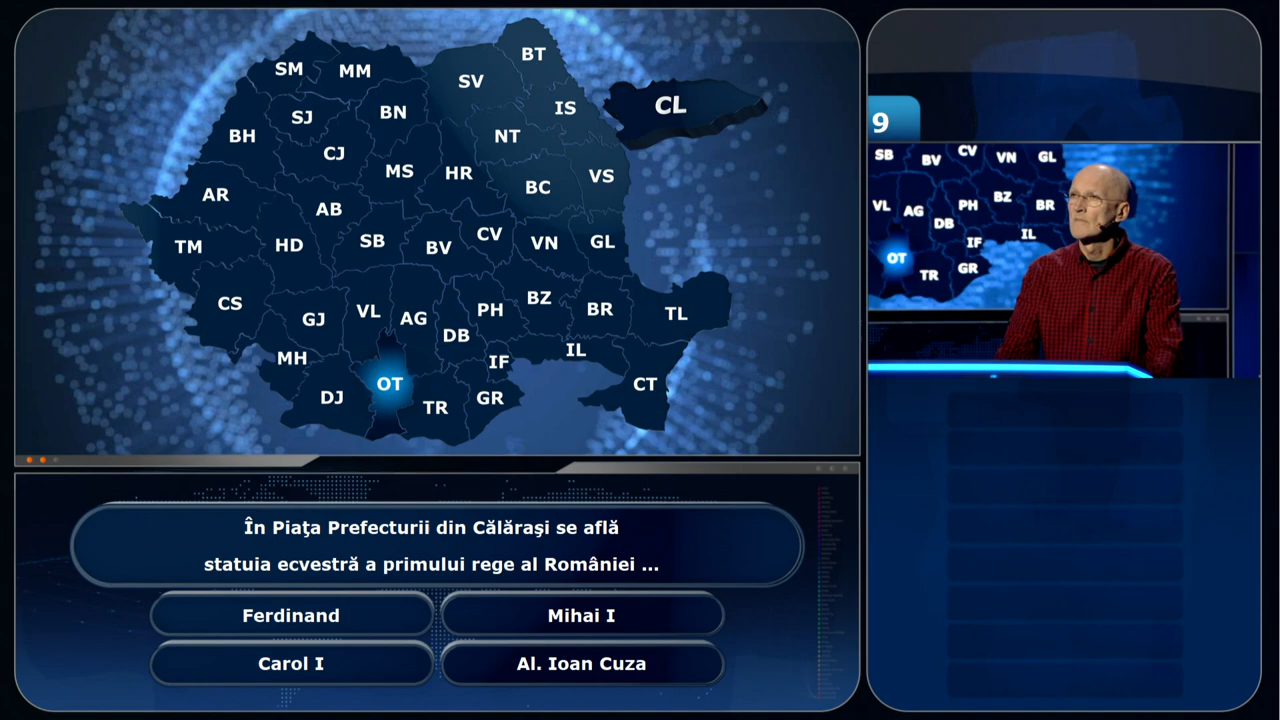 BT
SM
MM
SV
CL
IS
SJ
BN
BH
NT
CJ
MS
HR
VS
BC
AR
AB
SB
CV
TM
HD
BV
VN
GL
CS
BZ
VL
PH
BR
TL
GJ
AG
DB
MH
IF
IL
OT
CT
DJ
TR
GR
9
SB
BV
CV
VN
GL
VL
AG
PH
BZ
BR
DB
IL
IF
OT
TR
GR
În Piaţa Prefecturii din Călăraşi se află
statuia ecvestră a primului rege al României ...
Ferdinand
Mihai I
Carol I
Al. Ioan Cuza